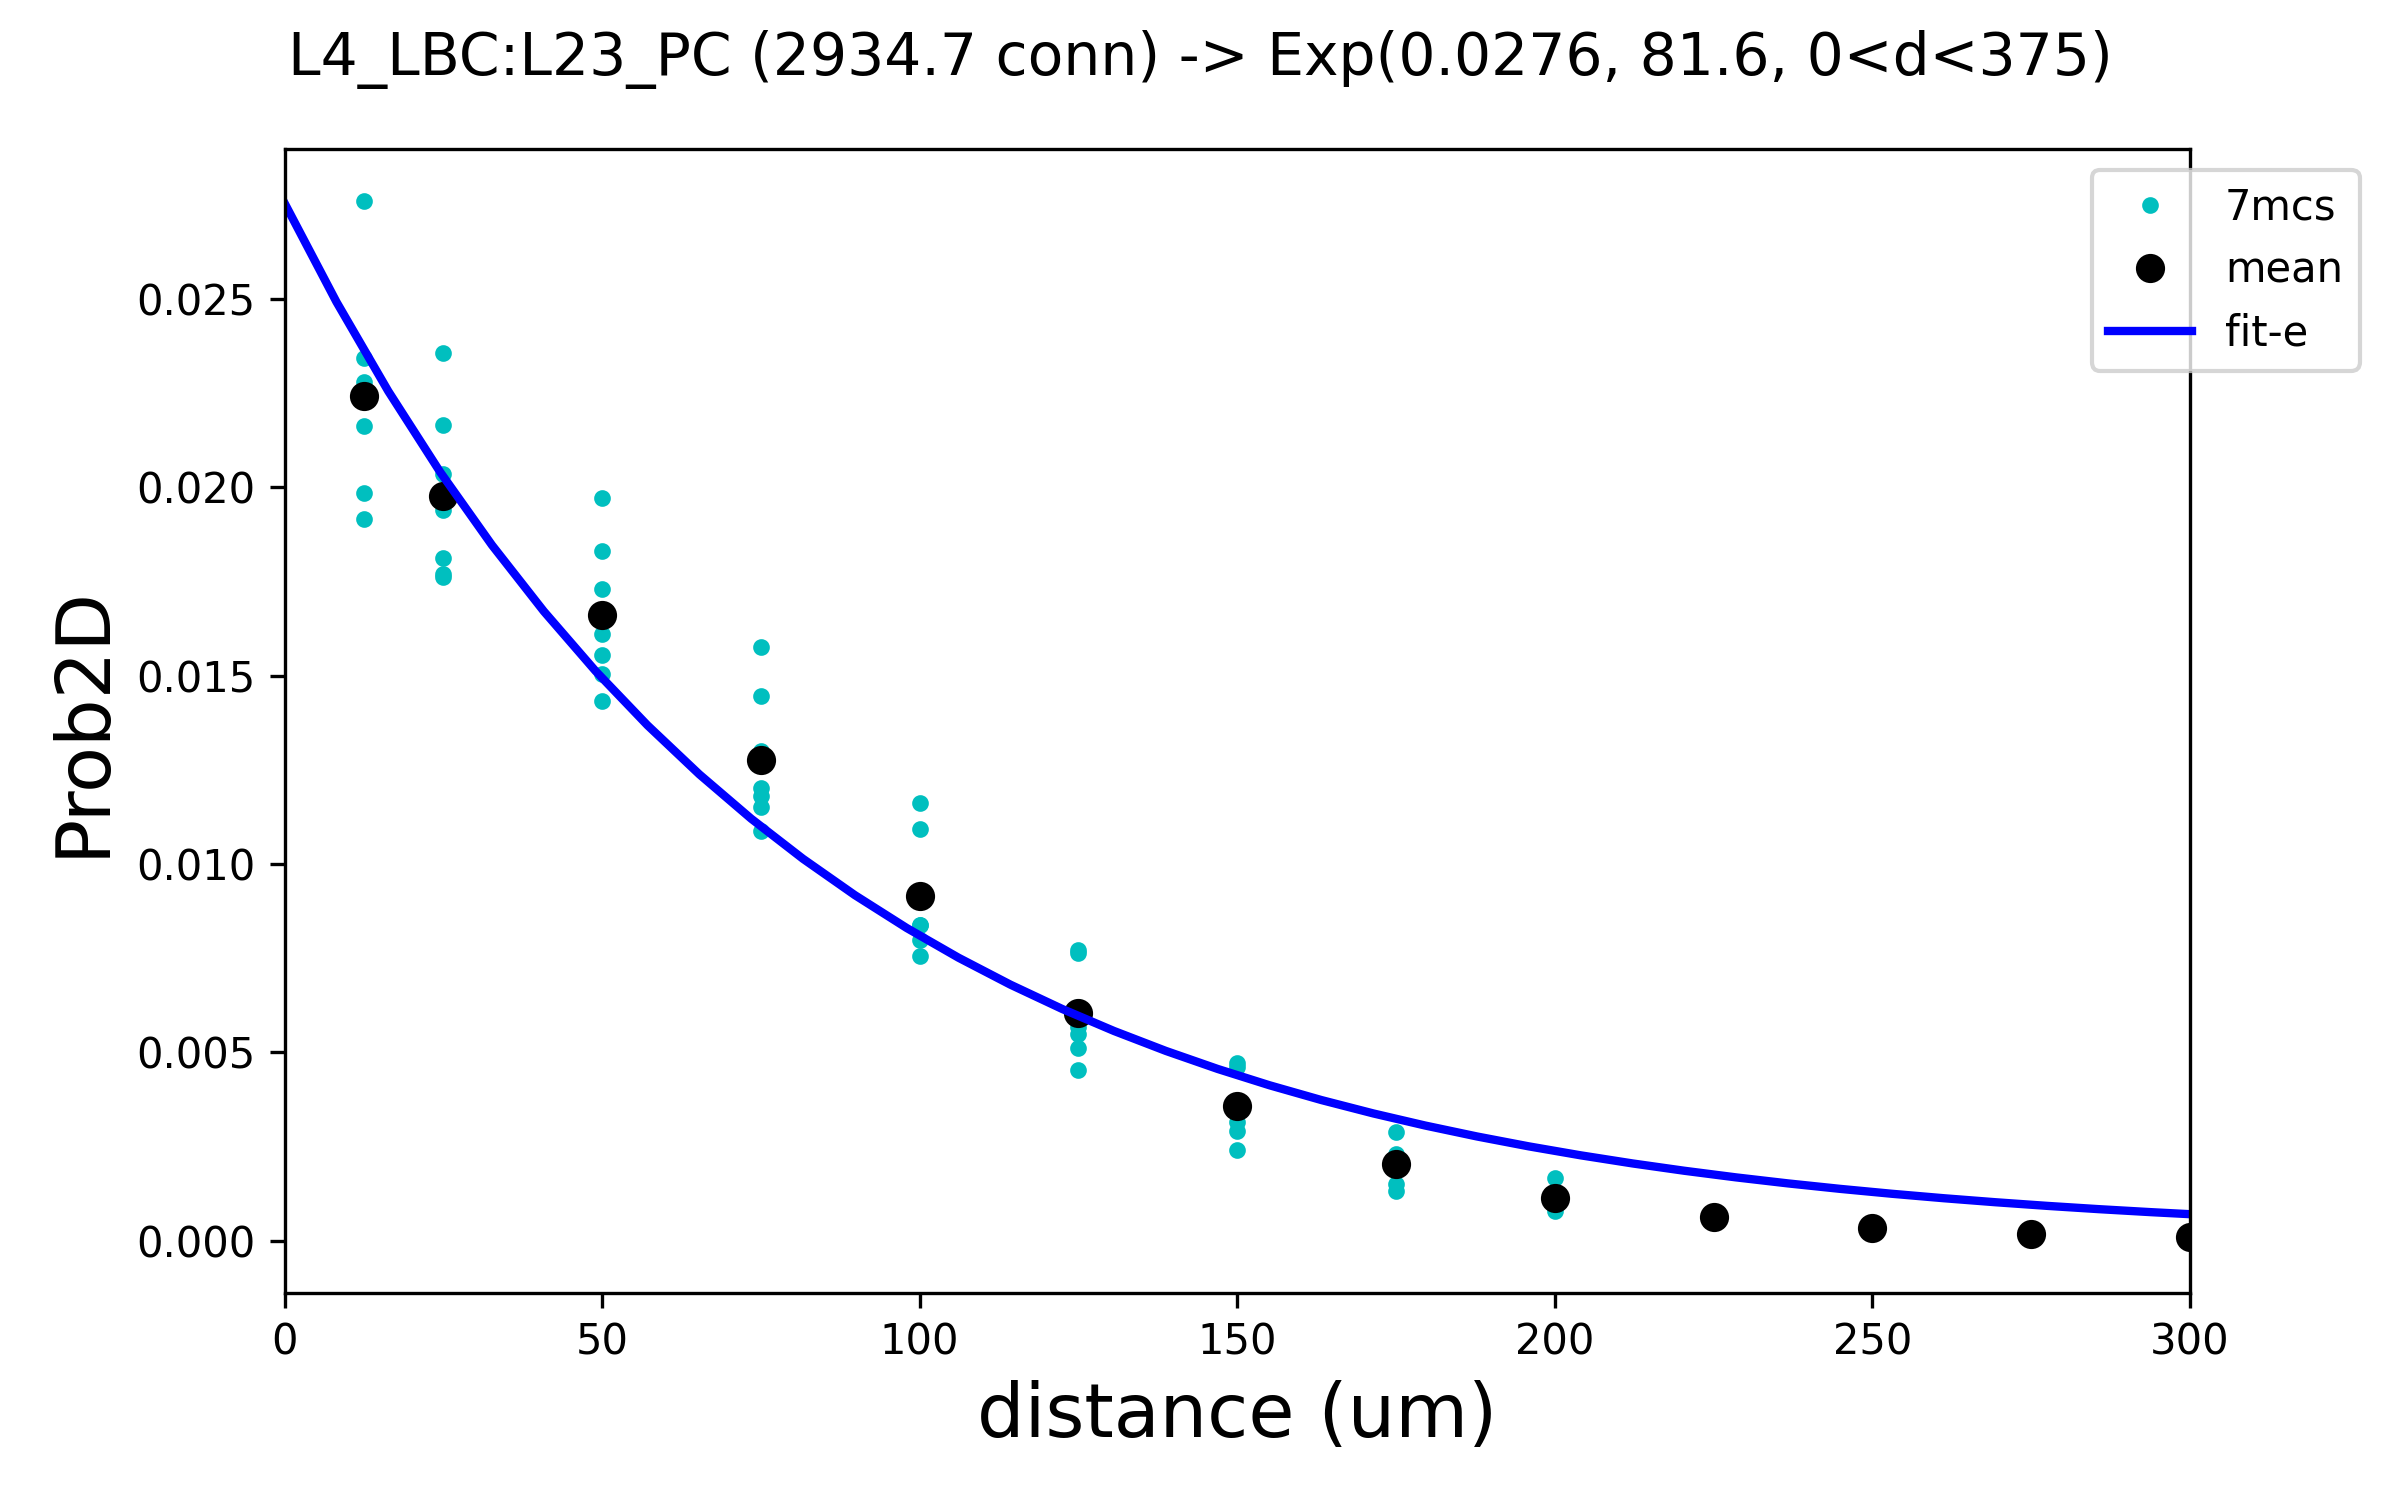 L4_LBC:L23_PC (2934.7 conn) -> Exp(0.0276, 81.6, 0<d<375)
7mcs
mean
fit-e
Prob2D
0.025
0.020
0.015
0.010
0.005
0.000
0 50 100 150 200 250 300
distance (um)